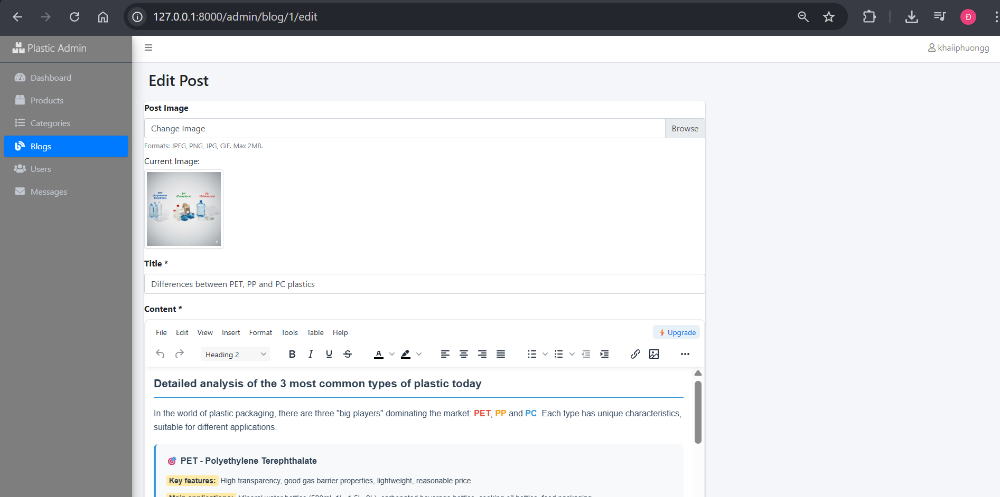 127.0.0.1:8000/admin/blog/1/edit
Đ
Plastic Admin
khaiiphuongg
Dashboard
Products
Categories
Blogs
Users
Messages
Edit Post
Post Image
Change Image
Browse
Formats: JPEG, PNG, JPG, GIF. Max 2MB.
Current Image:
PET
PP
PC
Title *
Differences between PET, PP and PC plastics
Content *
File Edit View Insert Format Tools Table Help
Upgrade
Heading 2
Detailed analysis of the 3 most common types of plastic today
In the world of plastic packaging, there are three "big players" dominating the market: PET, PP and PC. Each type has unique characteristics,
suitable for different applications.
PET - Polyethylene Terephthalate
Key features: High transparency, good gas barrier properties, lightweight, reasonable price.